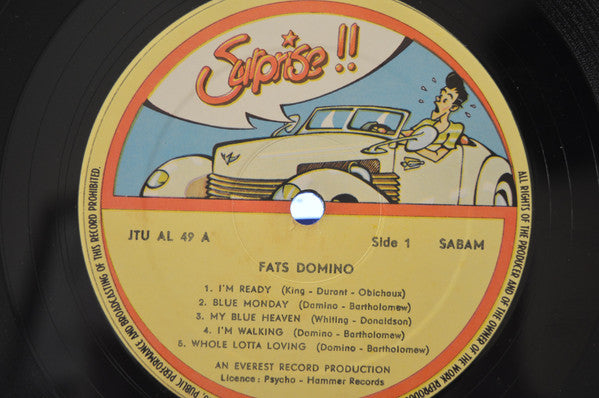 Surprise !!
JTU AL 49 A
Side 1 SABAM
FATS DOMINO
1. I'M READY (King - Durant - Obichaux)
2. BLUE MONDAY (Domino - Bartholomew)
3. MY BLUE HEAVEN (Whiting - Donaldson)
4. I'M WALKING (Domino - Bartholomew)
5. WHOLE LOTTA LOVING (Domino - Bartholomew)
AN EVEREST RECORD PRODUCTION
Licence : Psycho - Hammer Records
PUBLIC PERFORMANCE AND BROADCASTING OF THIS RECORD PROHIBITED.
ALL RIGHTS OF THE PRODUCER AND OF THE OWNER OF THE WORK